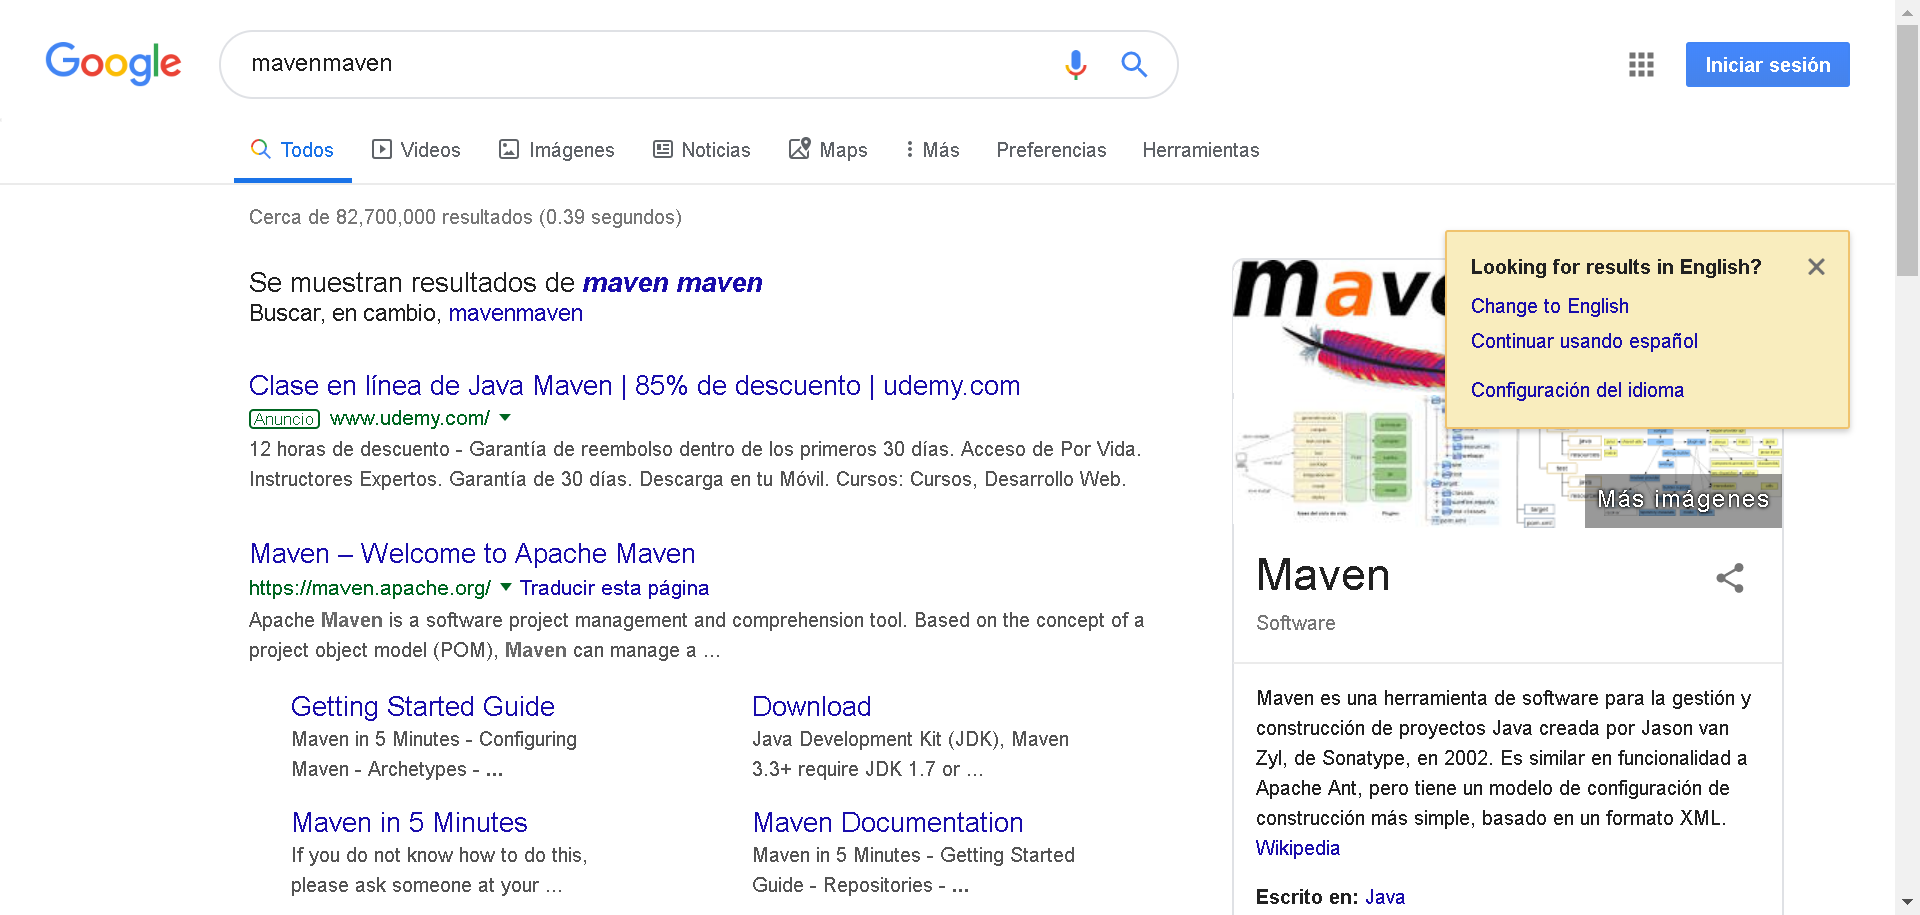 Google
mavenmaven
Iniciar sesión
Todos
Videos
Imágenes
Noticias
Maps
Más
Preferencias
Herramientas
Cerca de 82,700,000 resultados (0.39 segundos)
Se muestran resultados de maven maven
Buscar, en cambio, mavenmaven
Clase en línea de Java Maven | 85% de descuento | udemy.com
Anuncio www.udemy.com/
12 horas de descuento - Garantía de reembolso dentro de los primeros 30 días. Acceso de Por Vida.
Instructores Expertos. Garantía de 30 días. Descarga en tu Móvil. Cursos: Cursos, Desarrollo Web.
Maven – Welcome to Apache Maven
https://maven.apache.org/ Traducir esta página
Apache Maven is a software project management and comprehension tool. Based on the concept of a
project object model (POM), Maven can manage a ...
Getting Started Guide
Maven in 5 Minutes - Configuring
Maven - Archetypes - ...
Download
Java Development Kit (JDK), Maven
3.3+ require JDK 1.7 or ...
Maven in 5 Minutes
If you do not know how to do this,
please ask someone at your ...
Maven Documentation
Maven in 5 Minutes - Getting Started
Guide - Repositories - ...
Looking for results in English?
Change to English
Continuar usando español
Configuración del idioma
Más imágenes
Maven
Software
Maven es una herramienta de software para la gestión y
construcción de proyectos Java creada por Jason van
Zyl, de Sonatype, en 2002. Es similar en funcionalidad a
Apache Ant, pero tiene un modelo de configuración de
construcción más simple, basado en un formato XML.
Wikipedia
Escrito en: Java